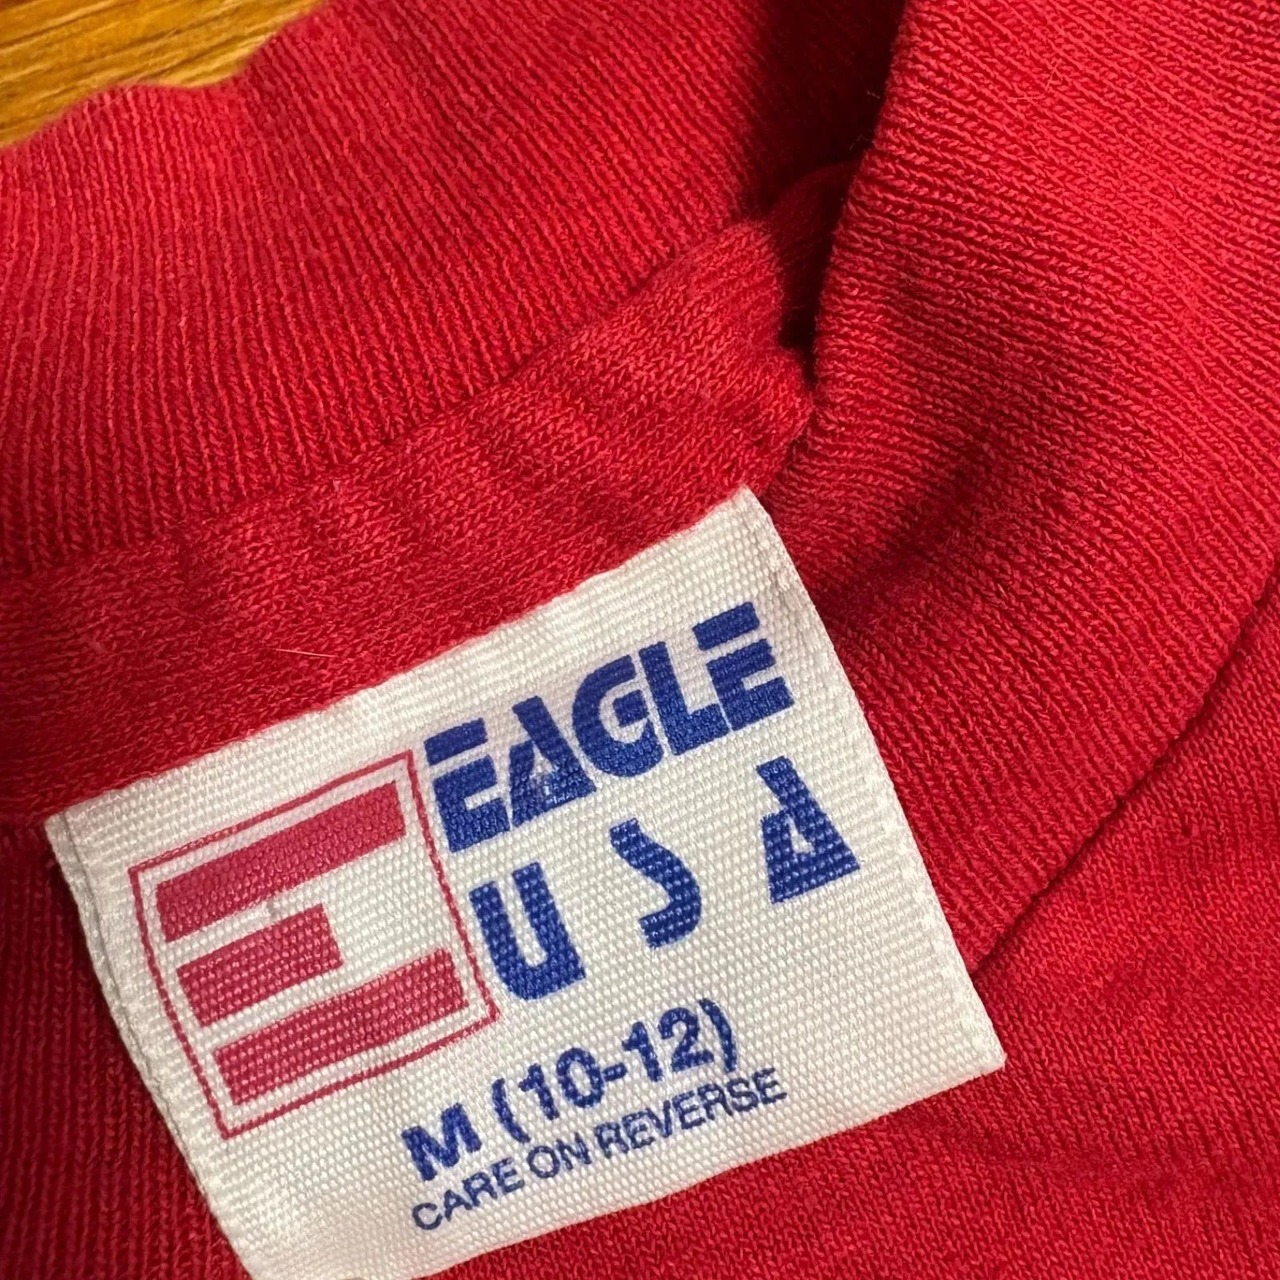 EAGLE
USA
M (10-12)
CARE ON REVERSE